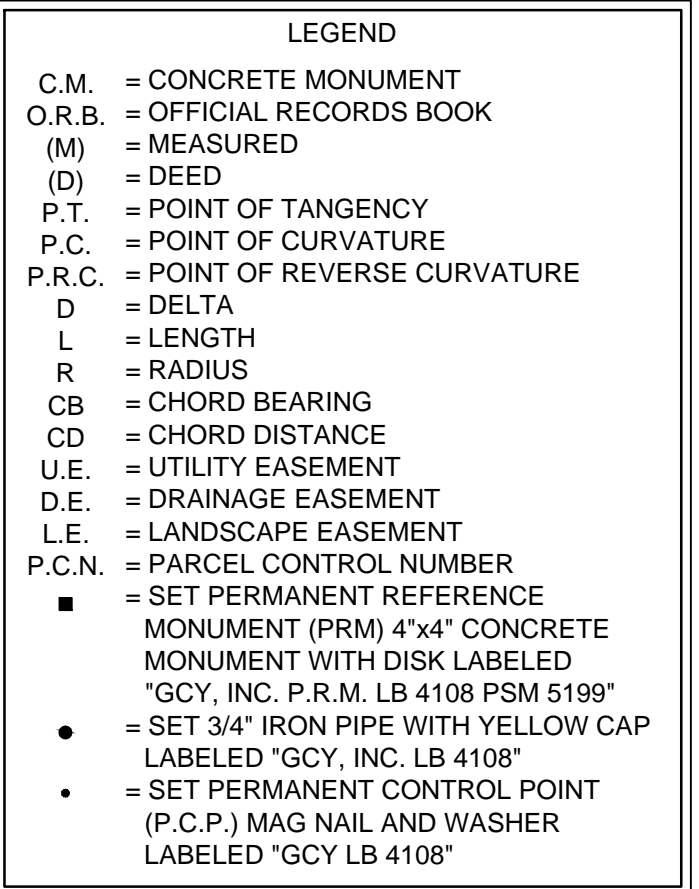 LEGEND
C.M. = CONCRETE MONUMENT
O.R.B. = OFFICIAL RECORDS BOOK
(M) = MEASURED
(D) = DEED
P.T. = POINT OF TANGENCY
P.C. = POINT OF CURVATURE
P.R.C. = POINT OF REVERSE CURVATURE
D = DELTA
L = LENGTH
R = RADIUS
CB = CHORD BEARING
CD = CHORD DISTANCE
U.E. = UTILITY EASEMENT
D.E. = DRAINAGE EASEMENT
L.E. = LANDSCAPE EASEMENT
P.C.N. = PARCEL CONTROL NUMBER
= SET PERMANENT REFERENCE
MONUMENT (PRM) 4"x4" CONCRETE
MONUMENT WITH DISK LABELED
"GCY, INC. P.R.M. LB 4108 PSM 5199"
= SET 3/4" IRON PIPE WITH YELLOW CAP
LABELED "GCY, INC. LB 4108"
= SET PERMANENT CONTROL POINT
(P.C.P.) MAG NAIL AND WASHER
LABELED "GCY LB 4108"